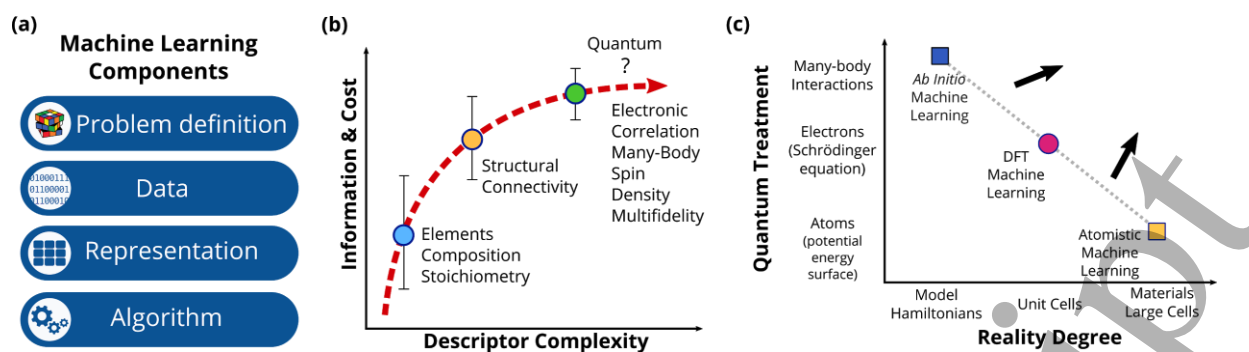 (a)
Machine Learning
Components
Problem definition
01000111
01100001
01100010
Data
Representation
Algorithm
(b)
Information & Cost
Descriptor Complexity
Quantum
?
Electronic
Correlation
Many-Body
Spin
Density
Multifidelity
Structural
Connectivity
Elements
Composition
Stoichiometry
(c)
Quantum Treatment
Many-body
Interactions
Electrons
(Schrödinger
equation)
Atoms
(potential
energy
surface)
Ab Initio
Machine
Learning
DFT
Machine
Learning
Atomistic
Machine
Learning
Model
Hamiltonians
Unit Cells
Materials
Large Cells
Reality Degree
ipt